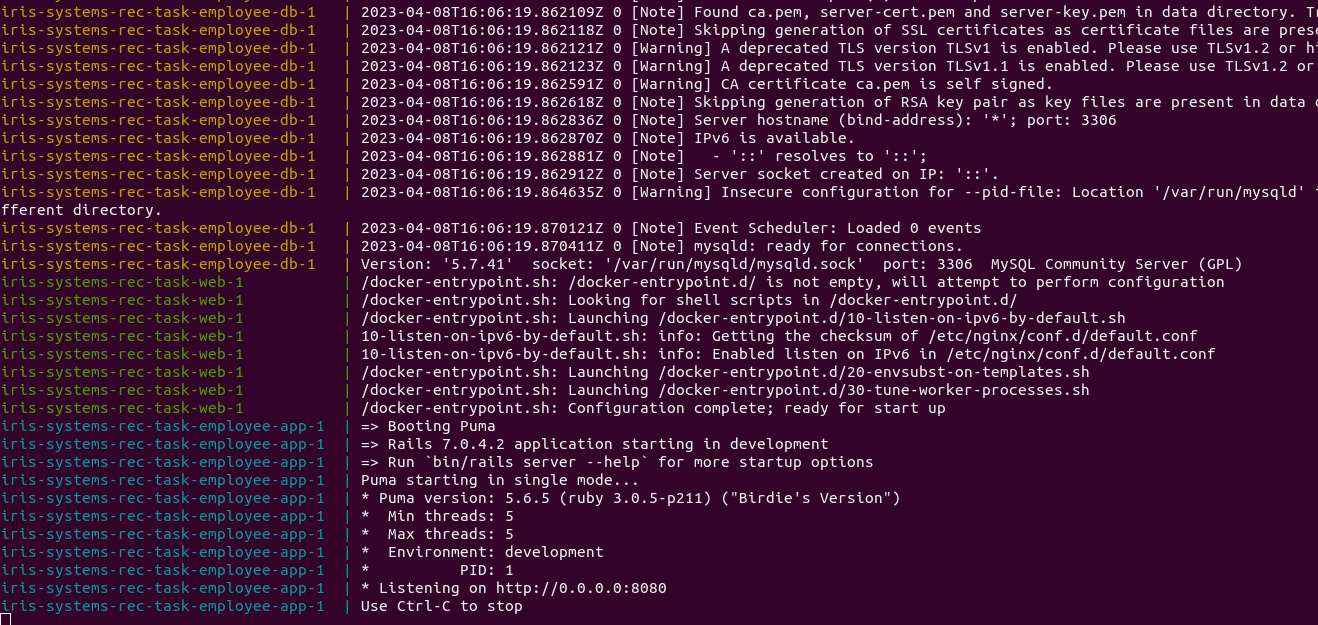 iris-systems-rec-task-employee-db-1   | 2023-04-08T16:06:19.862109Z 0 [Note] Found ca.pem, server-cert.pem and server-key.pem in data directory.
iris-systems-rec-task-employee-db-1   | 2023-04-08T16:06:19.862118Z 0 [Note] Skipping generation of SSL certificates as certificate files are
iris-systems-rec-task-employee-db-1   | 2023-04-08T16:06:19.862121Z 0 [Warning] A deprecated TLS version TLSv1 is enabled. Please use TLSv1.2 or
iris-systems-rec-task-employee-db-1   | 2023-04-08T16:06:19.862123Z 0 [Warning] A deprecated TLS version TLSv1.1 is enabled. Please use TLSv1.2 or
iris-systems-rec-task-employee-db-1   | 2023-04-08T16:06:19.862591Z 0 [Warning] CA certificate ca.pem is self signed.
iris-systems-rec-task-employee-db-1   | 2023-04-08T16:06:19.862618Z 0 [Note] Skipping generation of RSA key pair as key files are present in data
iris-systems-rec-task-employee-db-1   | 2023-04-08T16:06:19.862836Z 0 [Note] Server hostname (bind-address): '*'; port: 3306
iris-systems-rec-task-employee-db-1   | 2023-04-08T16:06:19.862870Z 0 [Note] IPv6 is available.
iris-systems-rec-task-employee-db-1   | 2023-04-08T16:06:19.862881Z 0 [Note]   - '::' resolves to '::';
iris-systems-rec-task-employee-db-1   | 2023-04-08T16:06:19.862912Z 0 [Note] Server socket created on IP: '::'.
iris-systems-rec-task-employee-db-1   | 2023-04-08T16:06:19.864635Z 0 [Warning] Insecure configuration for --pid-file: Location '/var/run/mysqld'
fferent directory.
iris-systems-rec-task-employee-db-1   | 2023-04-08T16:06:19.870121Z 0 [Note] Event Scheduler: Loaded 0 events
iris-systems-rec-task-employee-db-1   | 2023-04-08T16:06:19.870411Z 0 [Note] mysqld: ready for connections.
iris-systems-rec-task-employee-db-1   | Version: '5.7.41'  socket: '/var/run/mysqld/mysqld.sock'  port: 3306  MySQL Community Server (GPL)
iris-systems-rec-task-web-1           | /docker-entrypoint.sh: /docker-entrypoint.d/ is not empty, will attempt to perform configuration
iris-systems-rec-task-web-1           | /docker-entrypoint.sh: Looking for shell scripts in /docker-entrypoint.d/
iris-systems-rec-task-web-1           | /docker-entrypoint.sh: Launching /docker-entrypoint.d/10-listen-on-ipv6-by-default.sh
iris-systems-rec-task-web-1           | 10-listen-on-ipv6-by-default.sh: info: Getting the checksum of /etc/nginx/conf.d/default.conf
iris-systems-rec-task-web-1           | 10-listen-on-ipv6-by-default.sh: info: Enabled listen on IPv6 in /etc/nginx/conf.d/default.conf
iris-systems-rec-task-web-1           | /docker-entrypoint.sh: Launching /docker-entrypoint.d/20-envsubst-on-templates.sh
iris-systems-rec-task-web-1           | /docker-entrypoint.sh: Launching /docker-entrypoint.d/30-tune-worker-processes.sh
iris-systems-rec-task-web-1           | /docker-entrypoint.sh: Configuration complete; ready for start up
iris-systems-rec-task-employee-app-1  | => Booting Puma
iris-systems-rec-task-employee-app-1  | => Rails 7.0.4.2 application starting in development
iris-systems-rec-task-employee-app-1  | => Run `bin/rails server --help` for more startup options
iris-systems-rec-task-employee-app-1  | Puma starting in single mode...
iris-systems-rec-task-employee-app-1  | * Puma version: 5.6.5 (ruby 3.0.5-p211) ("Birdie's Version")
iris-systems-rec-task-employee-app-1  | *  Min threads: 5
iris-systems-rec-task-employee-app-1  | *  Max threads: 5
iris-systems-rec-task-employee-app-1  | *  Environment: development
iris-systems-rec-task-employee-app-1  | *          PID: 1
iris-systems-rec-task-employee-app-1  | * Listening on http://0.0.0.0:8080
iris-systems-rec-task-employee-app-1  | Use Ctrl-C to stop